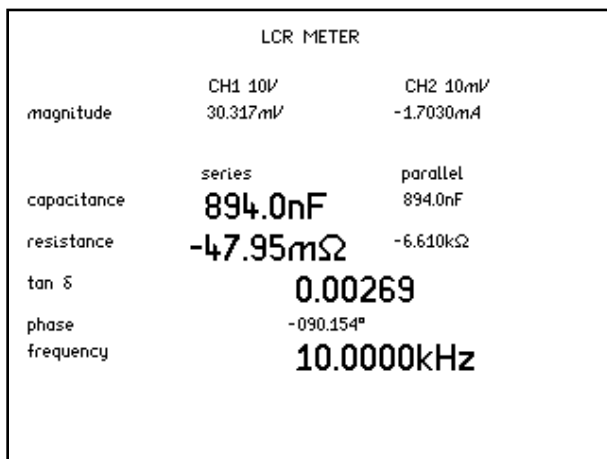 LCR METER
CH1 10V CH2 10mV
magnitude 30.317mV -1.7030mA
series parallel
capacitance 894.0nF 894.0nF
resistance -47.95mΩ -6.610kΩ
tan δ 0.00269
phase -090.154°
frequency 10.0000kHz